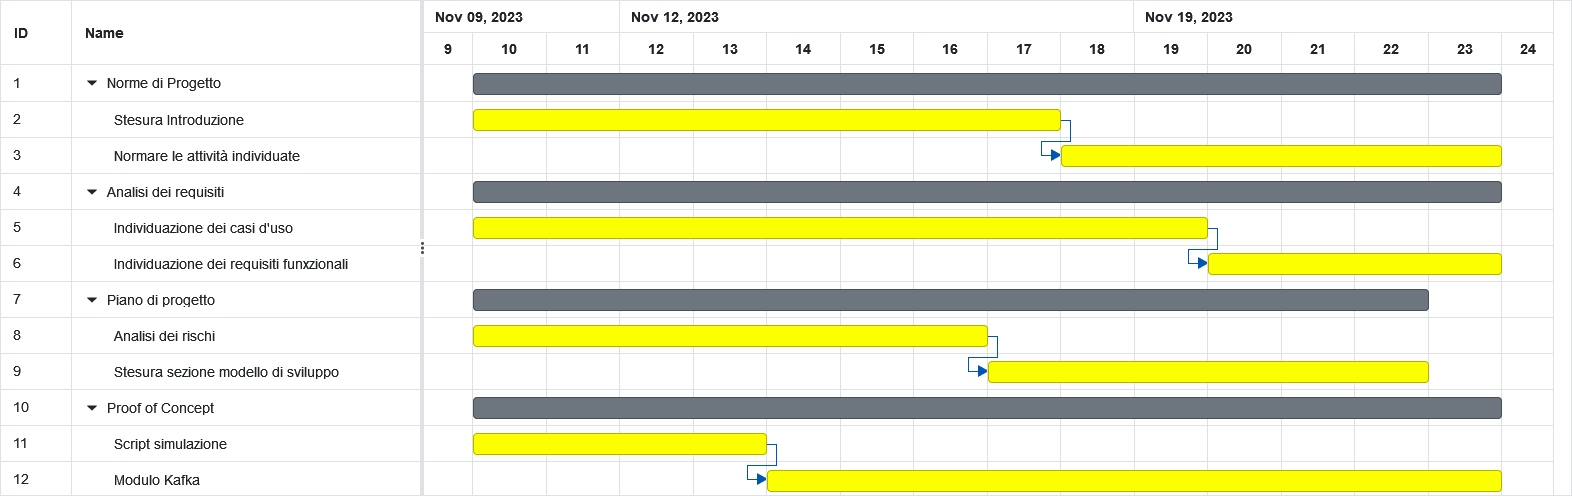 ID Name Nov 09, 2023 Nov 12, 2023 Nov 19, 2023
9 10 11 12 13 14 15 16 17 18 19 20 21 22 23 24
1 Norme di Progetto
2 Stesura Introduzione
3 Normare le attività individuate
4 Analisi dei requisiti
5 Individuazione dei casi d'uso
6 Individuazione dei requisiti funxzionali
7 Piano di progetto
8 Analisi dei rischi
9 Stesura sezione modello di sviluppo
10 Proof of Concept
11 Script simulazione
12 Modulo Kafka